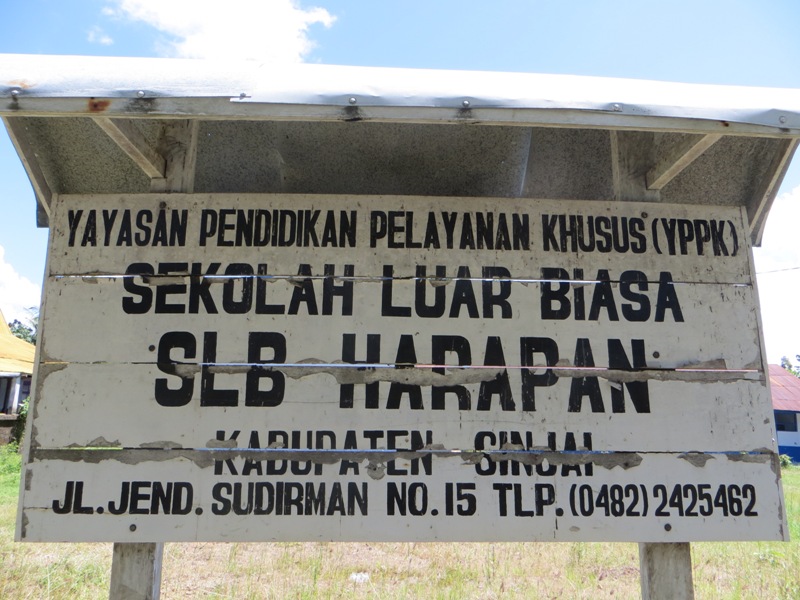 YAYASAN PENDIDIKAN PELAYANAN KHUSUS (YPPK)
SEKOLAH LUAR BIASA
SLB HARAPAN
KABUPATEN SINJAI
JL. JEND. SUDIRMAN NO. 15 TLP. (0482) 2425462